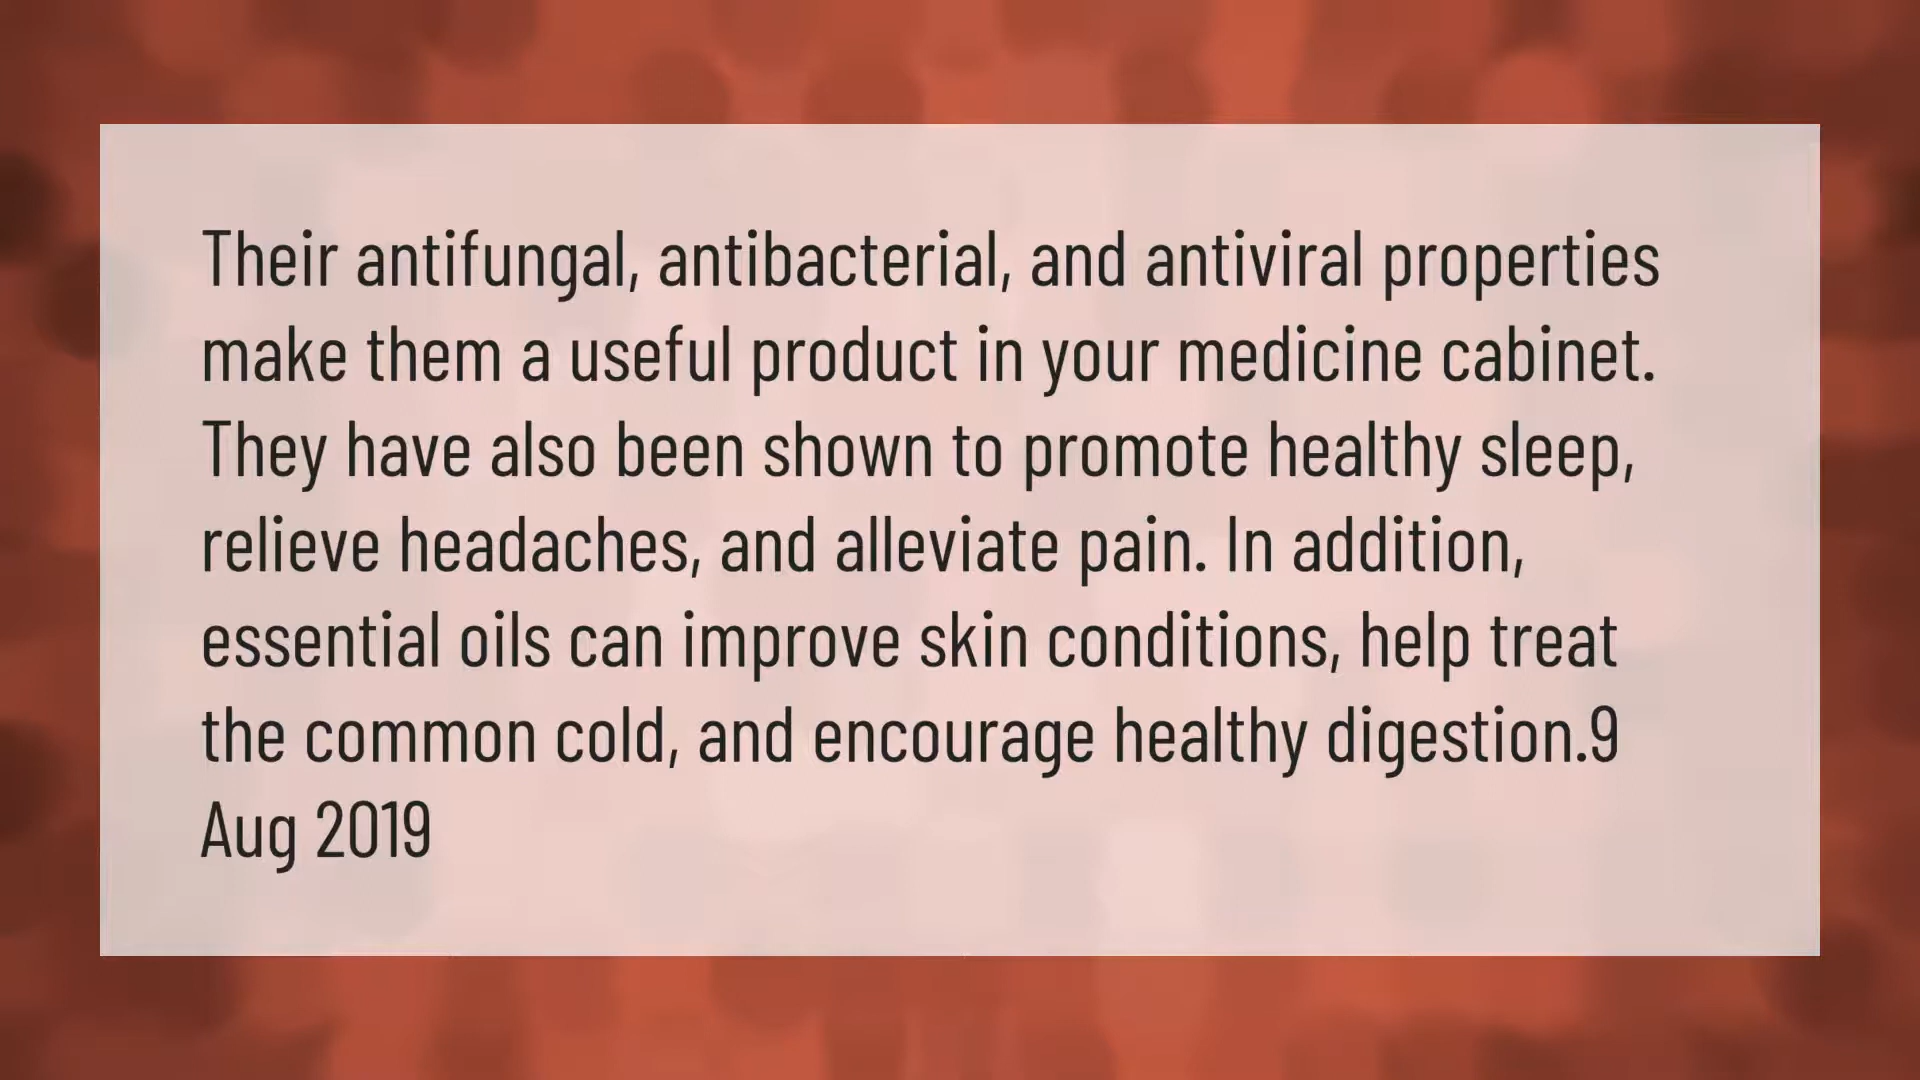 Their antifungal, antibacterial, and antiviral properties
make them a useful product in your medicine cabinet.
They have also been shown to promote healthy sleep,
relieve headaches, and alleviate pain. In addition,
essential oils can improve skin conditions, help treat
the common cold, and encourage healthy digestion.9
Aug 2019